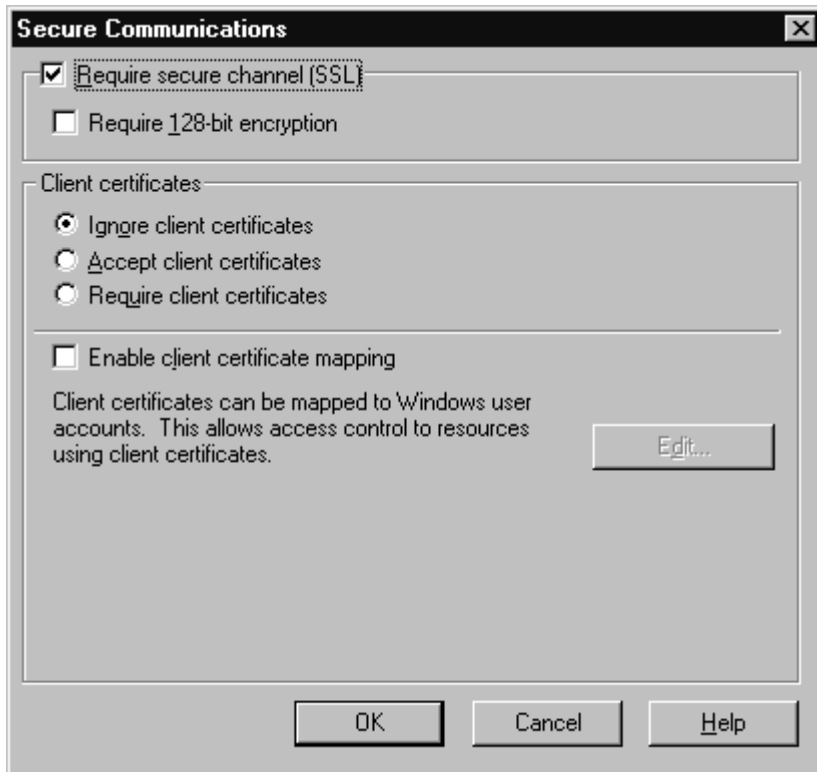 Secure Communications
Require secure channel (SSL)
Require 128-bit encryption
Client certificates
Ignore client certificates
Accept client certificates
Require client certificates
Enable client certificate mapping
Client certificates can be mapped to Windows user
accounts. This allows access control to resources
using client certificates.
Edit...
OK Cancel Help